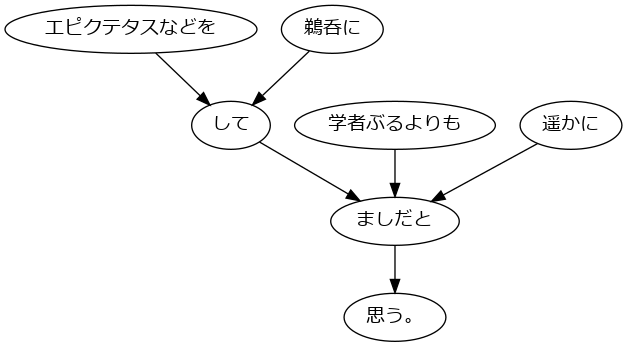 エピクテタスなどを
鵜呑に
して
学者ぶるよりも
遥かに
ましだと
思う。